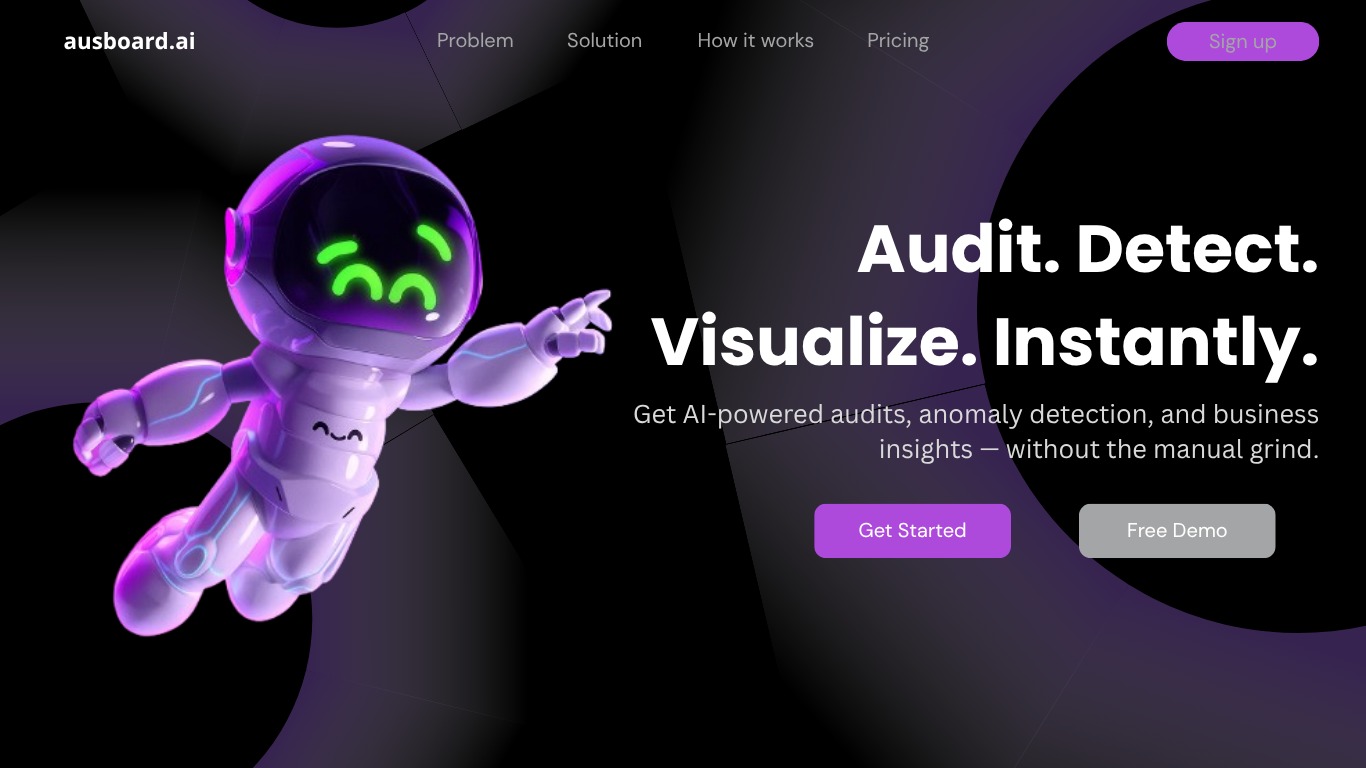 ausboard.ai
Problem
Solution
How it works
Pricing
Sign up
Audit. Detect.
Visualize. Instantly.
Get AI-powered audits, anomaly detection, and business
insights — without the manual grind.
Get Started
Free Demo